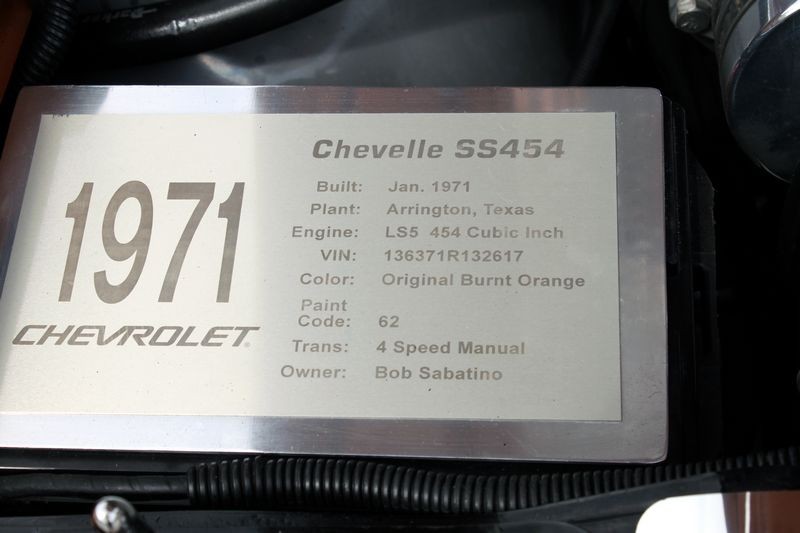 Parker
1971
CHEVROLET
Chevelle SS454
Built: Jan. 1971
Plant: Arrington, Texas
Engine: LS5 454 Cubic Inch
VIN: 136371R132617
Color: Original Burnt Orange
Paint
Code: 62
Trans: 4 Speed Manual
Owner: Bob Sabatino